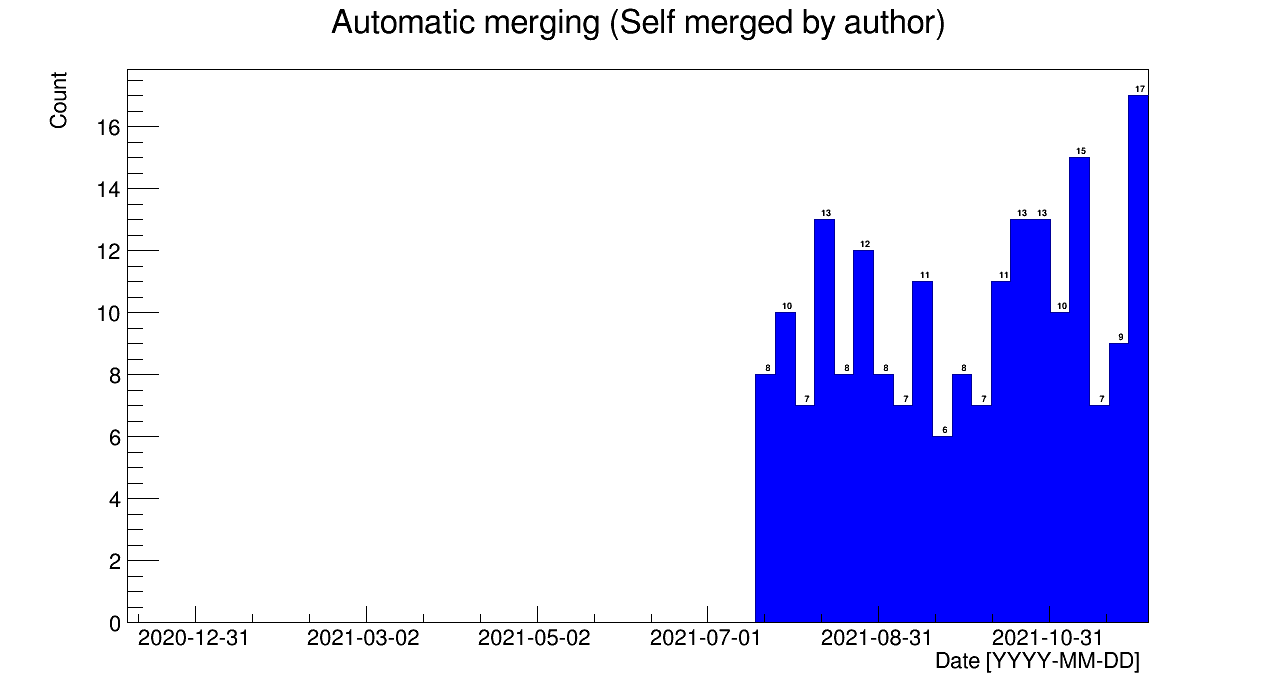 Automatic merging (Self merged by author)
Count
17
16
15
14
13 13 13
12
12
11 11
10
10 10
9
8
8 8 8 8
7 7 7 7
6
6
4
2
0
2020-12-31 2021-03-02 2021-05-02 2021-07-01 2021-08-31 2021-10-31
Date [YYYY-MM-DD]